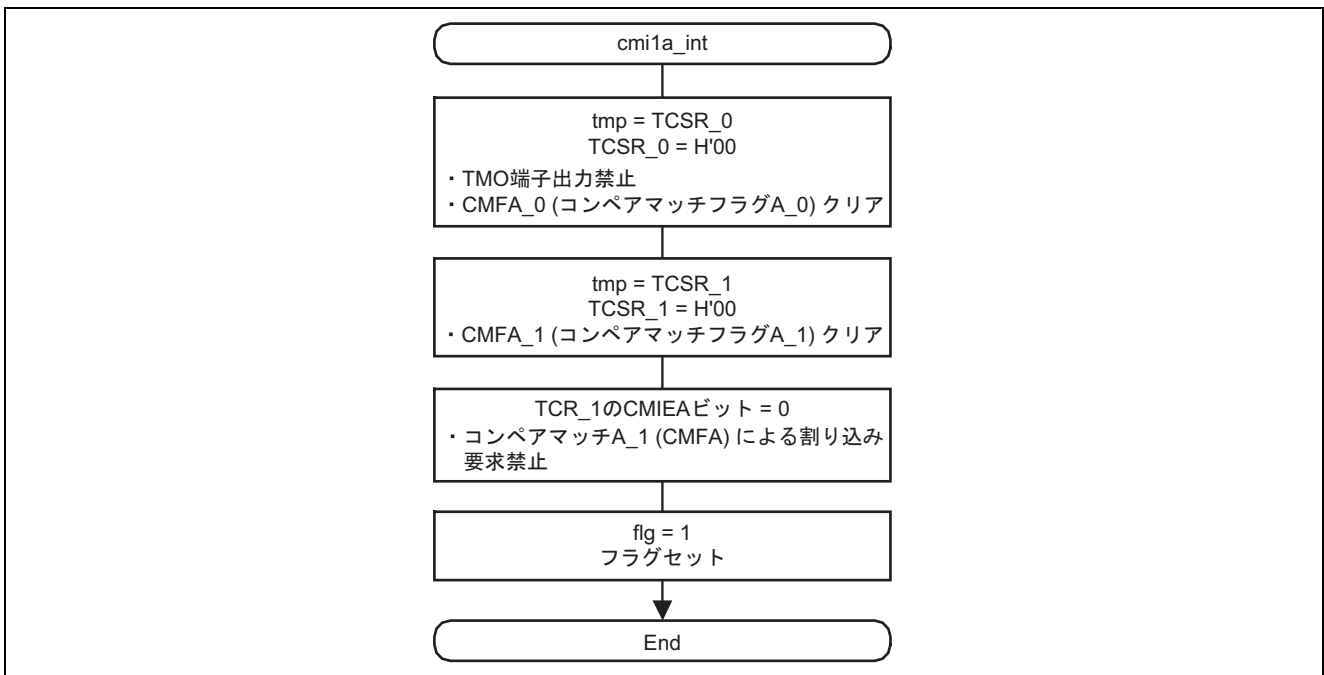 cmi1a_int
tmp = TCSR_0
TCSR_0 = H'00
・TMO端子出力禁止
・CMFA_0 (コンペアマッチフラグA_0) クリア
tmp = TCSR_1
TCSR_1 = H'00
・CMFA_1 (コンペアマッチフラグA_1) クリア
TCR_1のCMIEAビット = 0
・コンペアマッチA_1 (CMFA) による割り込み
要求禁止
flg = 1
フラグセット
End